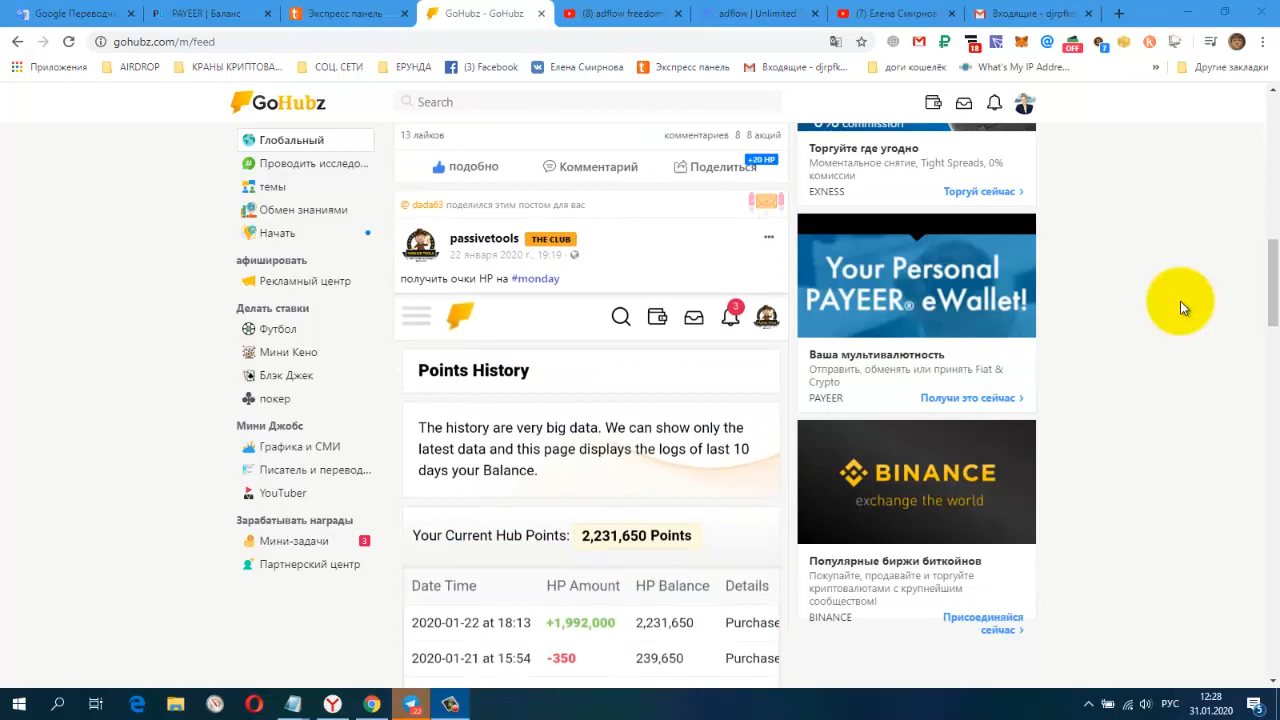 GoHubz - GoHubz
(8) alow freedom
adflow | Unlimited
gohubz.com/m/feed
18
OFF
7
Приложения
AIRDROP
КРАНЫ КРИПТОВА...
СОЦ. СЕТИ
ЕРУНДА
(3) Facebook
Елена Смирнова
Экспресс панель
Входящие - djrpfk...
доги кошелёк
What's My IP Addre...
»
Другие закладки
GoHubz
Search
Глобальный
Проводить исследо...
темы
Обмен знаниями
Начать
афишировать
Рекламный центр
Делать ставки
Футбол
Мини Кено
Блэк Джек
покер
Мини Джобс
Графика и СМИ
Писатель и перевод...
YouTuber
Зарабатывать награды
Мини-задачи
3
Партнерский центр
13 лайков
комментариев 8 8 акций
подобно
Комментарий
Поделиться
+20 HP
@ dada63 поделился этим постом для вас
passivetools THE CLUB
22 января 2020 г., 19:19
получить очки HP на #monday
3
Points History
The history are very big data. We can show only the
latest data and this page displays the logs of last 10
days your Balance.
Your Current Hub Points: 2,231,650 Points
Date Time HP Amount HP Balance Details
2020-01-22 at 18:13 +1,992,000 2,231,650 Purchase
2020-01-21 at 15:54 -350 239,650 Purchase
0% commission
Торгуйте где угодно
Моментальное снятие, Tight Spreads, 0%
комиссии
EXNESS Торгуй сейчас
Your Personal
PAYEER® eWallet!
Ваша мультивалютность
Отправить, обменять или принять Fiat &
Crypto
PAYEER Получи это сейчас
BINANCE
exchange the world
Популярные биржи биткойнов
Покупайте, продавайте и торгуйте
криптовалютами с крупнейшим
сообществом!
BINANCE Присоединяйся
сейчас
22
РУС
12:28
31.01.2020
6